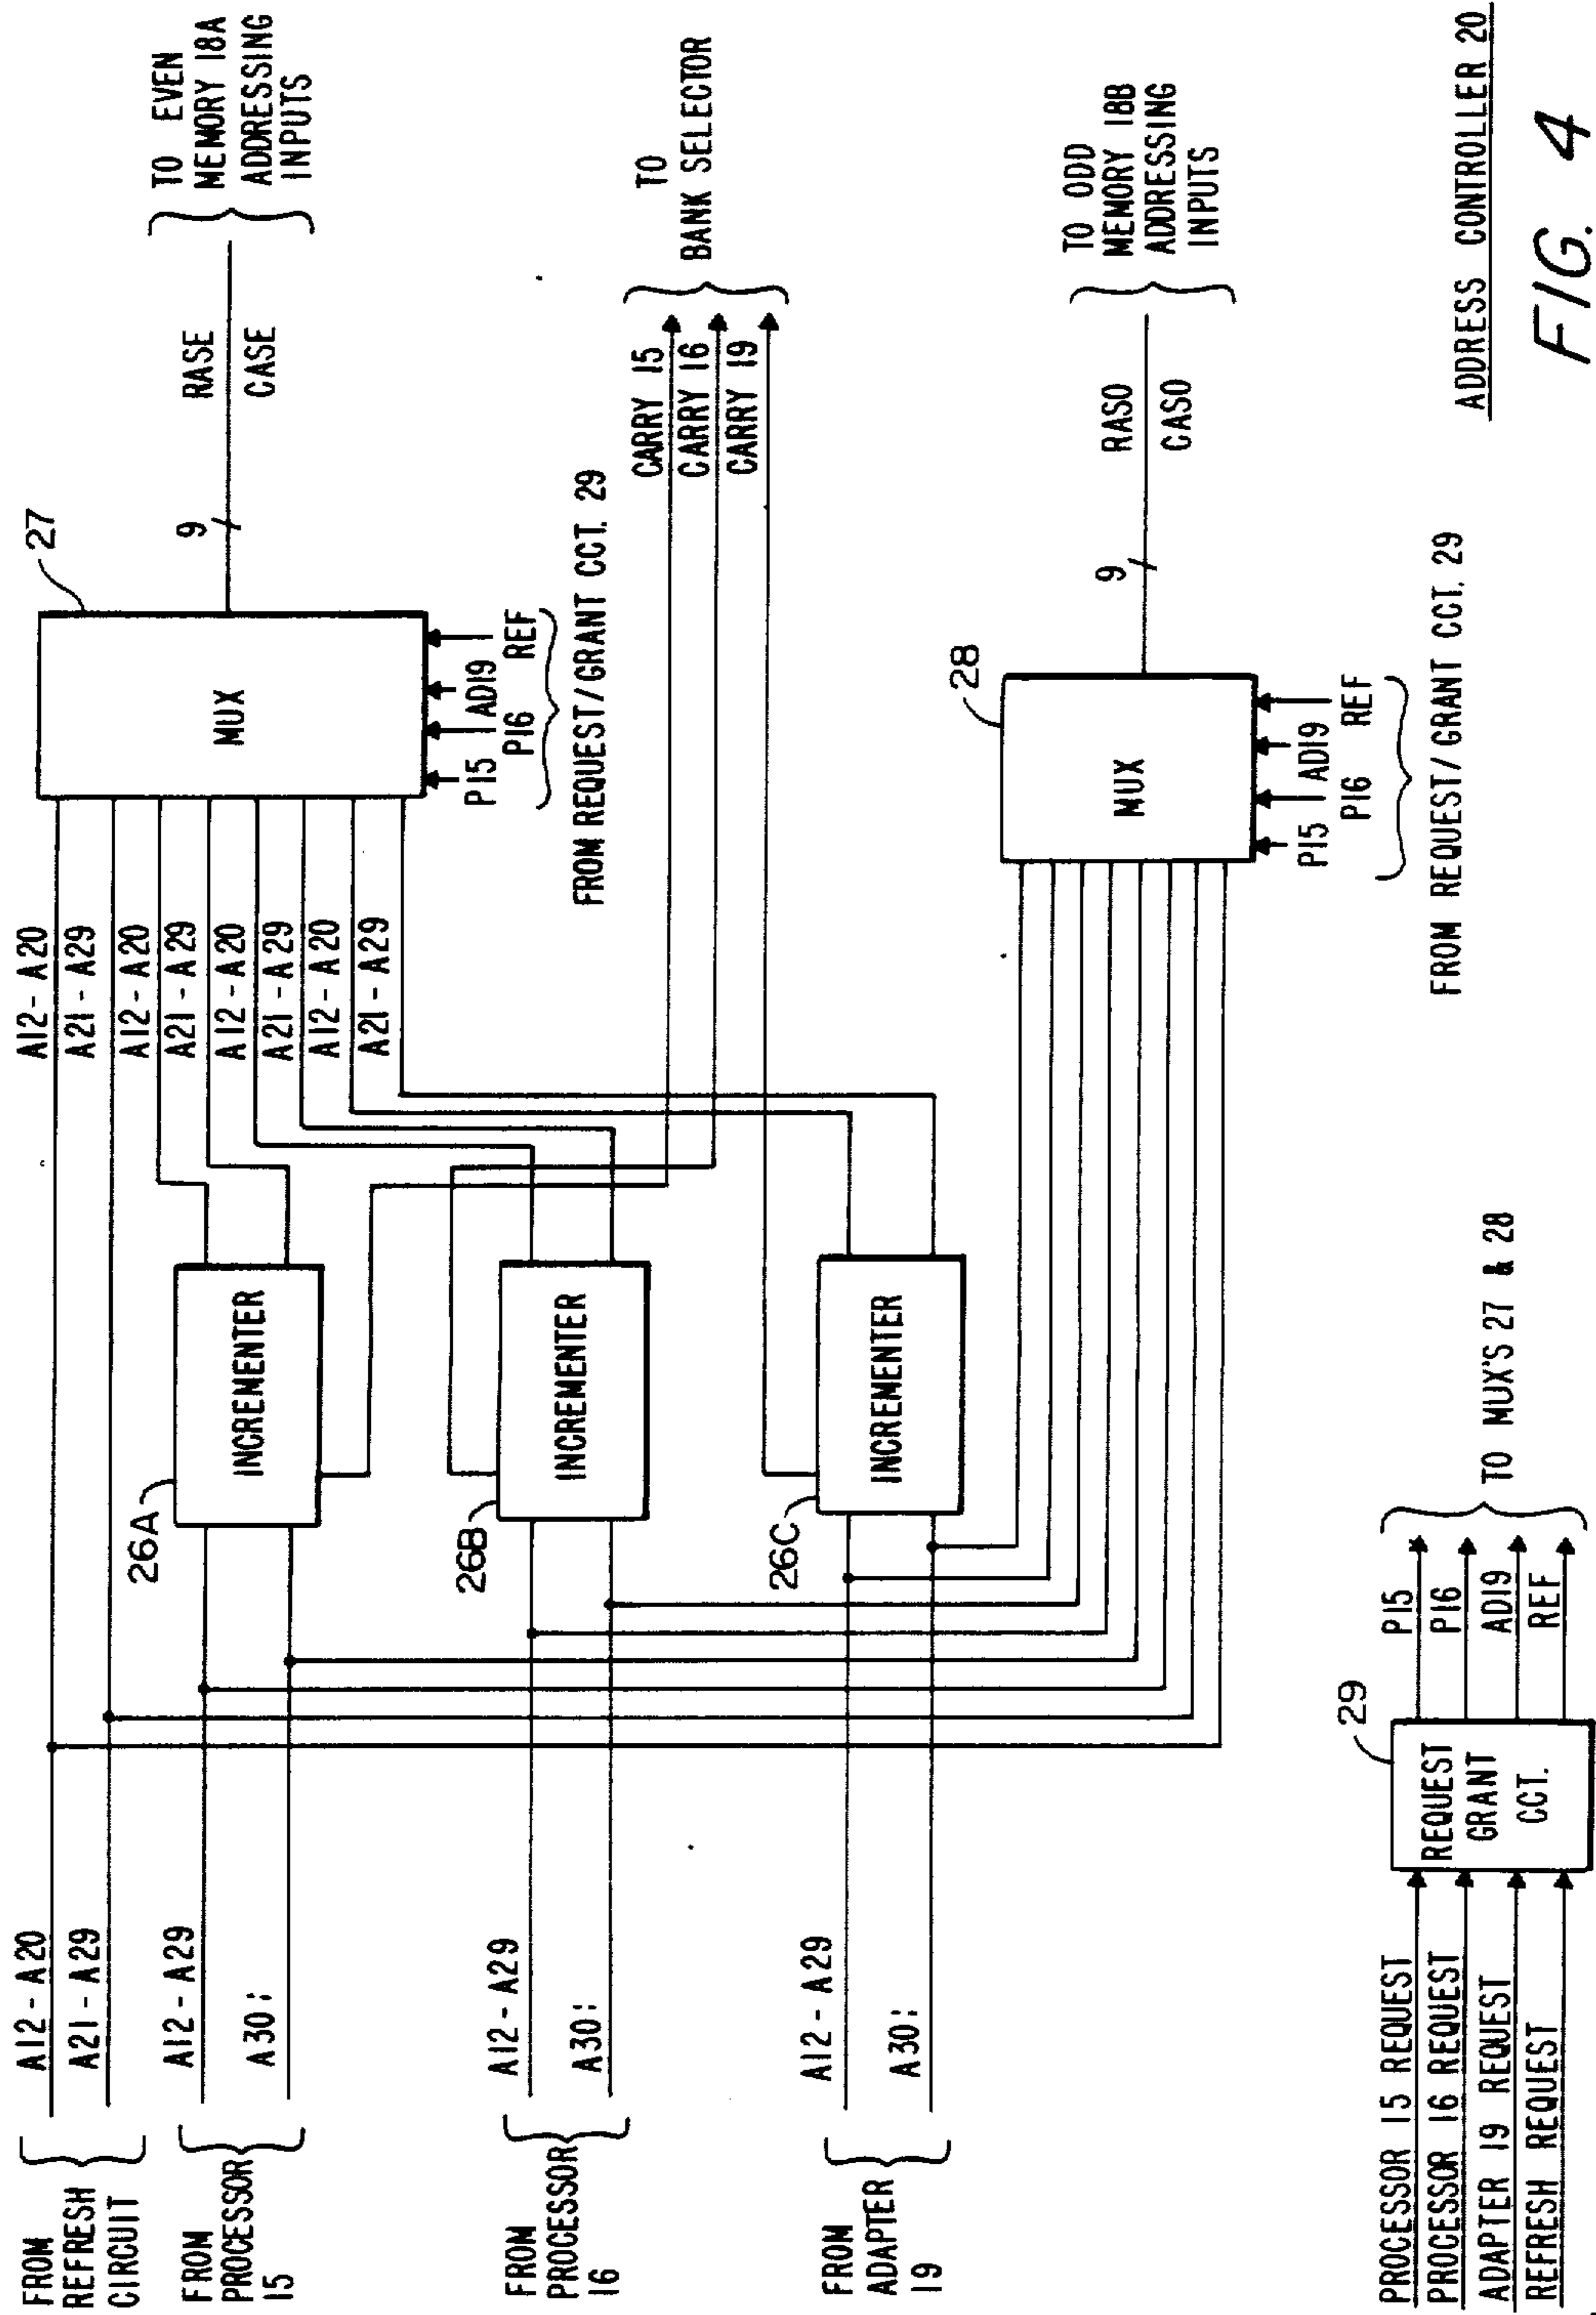 FROM
REFRESH
CIRCUIT
A12-A20
A21-A29
FROM
PROCESSOR
15
A12-A29
A30:
FROM
PROCESSOR
16
A12-A29
A30:
FROM
ADAPTER
19
A12-A29
A30:
26A
INCREMENTER
26B
INCREMENTER
26C
INCREMENTER
A12-A20
A21-A29
A12-A20
A21-A29
A12-A20
A21-A29
A12-A20
A21-A29
27
MUX
P15
P16
AD19
REF
FROM REQUEST/GRANT CCT. 29
9
RASE
CASE
TO EVEN
MEMORY 18A
ADDRESSING
INPUTS
CARRY 15
CARRY 16
CARRY 19
TO
BANK SELECTOR
28
MUX
P15
P16
AD19
REF
FROM REQUEST/GRANT CCT. 29
9
RASO
CASO
TO ODD
MEMORY 18B
ADDRESSING
INPUTS
PROCESSOR 15 REQUEST
PROCESSOR 16 REQUEST
ADAPTER 19 REQUEST
REFRESH REQUEST
29
REQUEST
GRANT
CCT.
P15
P16
AD19
REF
TO MUX'S 27 & 28
ADDRESS CONTROLLER 20
FIG. 4